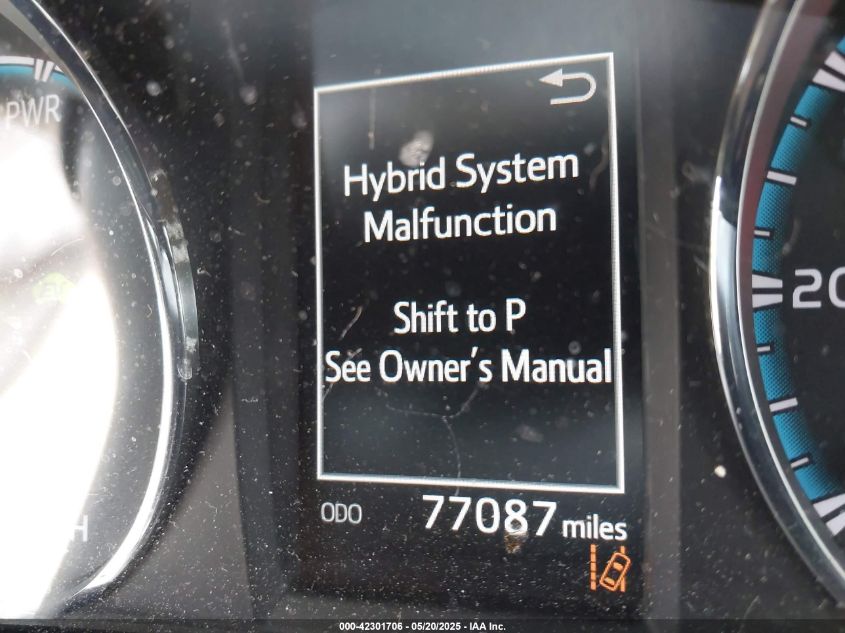 PWR
Hybrid System
Malfunction
Shift to P
See Owner's Manual
20
ODO 77087 miles
H
000-42301706 - 05/20/2025 - IAA Inc.